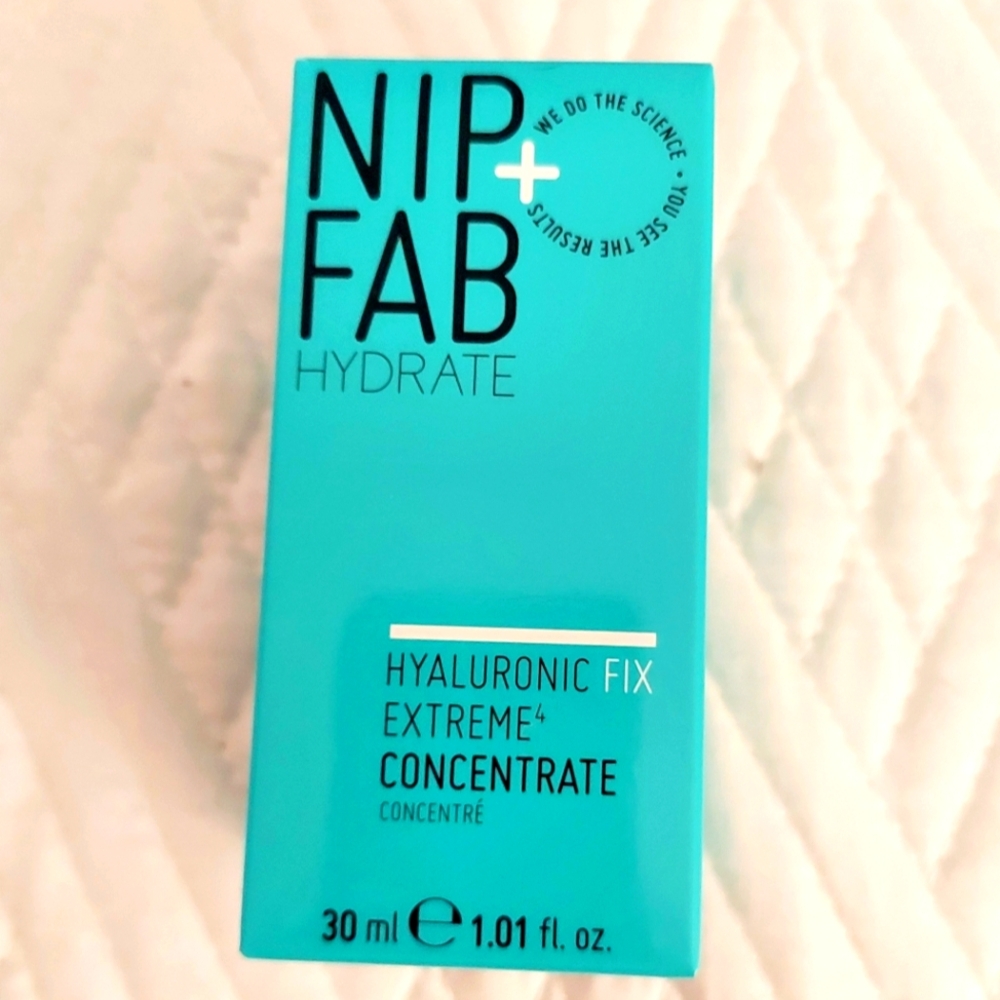 NIP+
FAB
HYDRATE
WE DO THE SCIENCE • YOU SEE THE RESULTS
HYALURONIC FIX
EXTREME⁴
CONCENTRATE
CONCENTRÉ
30 ml ℮ 1.01 fl. oz.